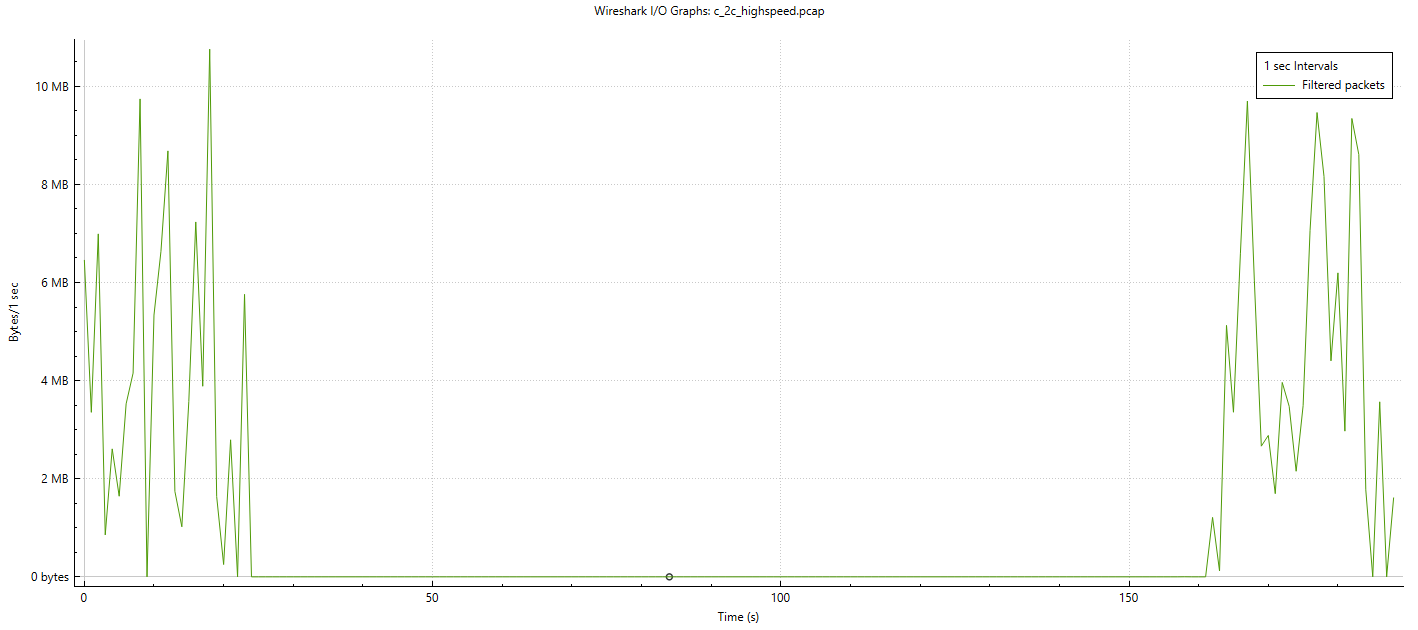 Wireshark I/O Graphs: c_2c_highspeed.pcap
1 sec Intervals
Filtered packets
10 MB
8 MB
6 MB
4 MB
2 MB
0 bytes
Bytes/1 sec
0
50
100
150
Time (s)